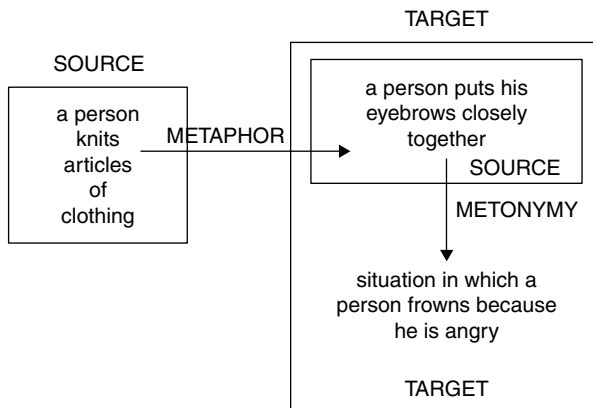 TARGET
SOURCE
a person
knits
articles
of
clothing
METAPHOR
a person puts his
eyebrows closely
together
SOURCE
METONYMY
situation in which a
person frowns because
he is angry
TARGET